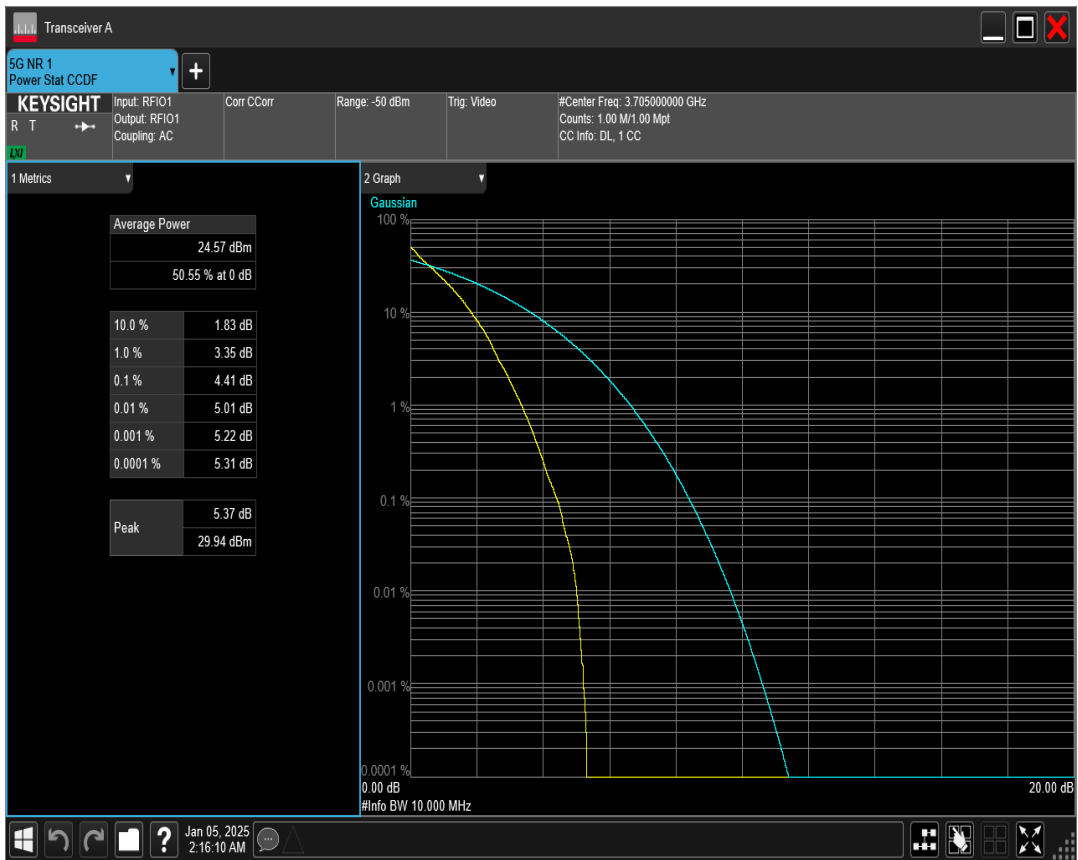 Transceiver A
5G NR 1
Power Stat CCDF
+
KEYSIGHT
R T
LXI
Input: RFIO1
Output: RFIO1
Coupling: AC
Corr CCorr
Range: -50 dBm
Trig: Video
#Center Freq: 3.705000000 GHz
Counts: 1.00 M/1.00 Mpt
CC Info: DL, 1 CC
1 Metrics
Average Power
24.57 dBm
50.55 % at 0 dB
10.0 % 1.83 dB
1.0 % 3.35 dB
0.1 % 4.41 dB
0.01 % 5.01 dB
0.001 % 5.22 dB
0.0001 % 5.31 dB
Peak 5.37 dB
29.94 dBm
2 Graph
Gaussian
100 %
10 %
1 %
0.1 %
0.01 %
0.001 %
0.0001 %
0.00 dB 20.00 dB
#Info BW 10.000 MHz
?
Jan 05, 2025
2:16:10 AM